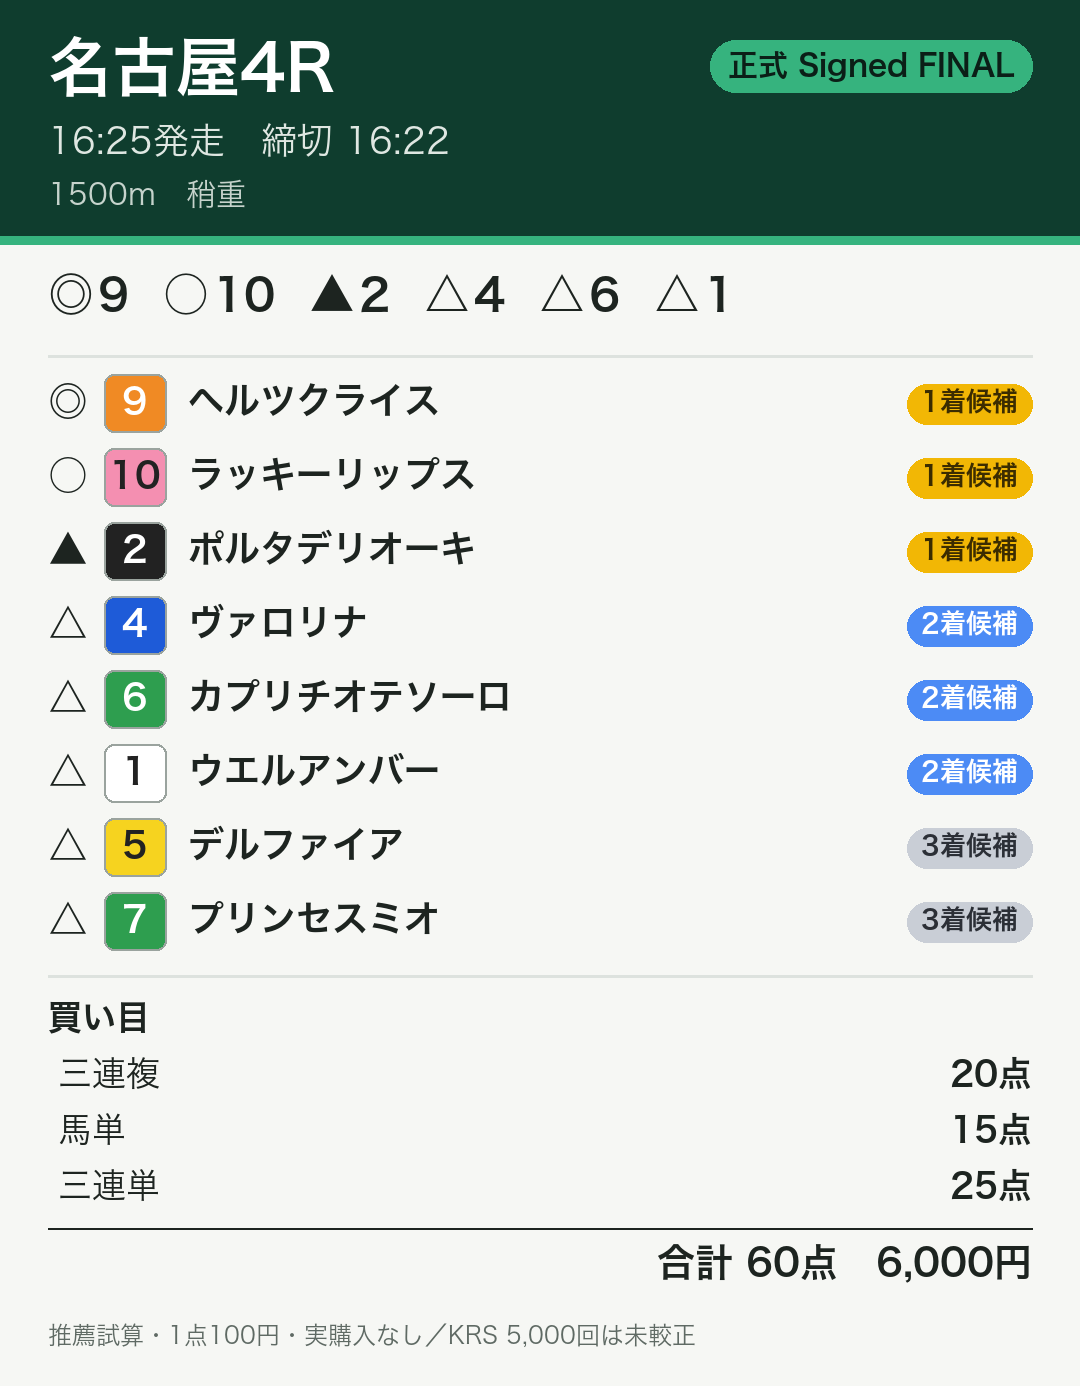 名古屋4R
正式 Signed FINAL
16:25発走　締切 16:22
1500m　稍重
◎9 ○10 ▲2 △4 △6 △1
◎ 9 ヘルツクライス 1着候補
○ 10 ラッキーリップス 1着候補
▲ 2 ポルタデリオーキ 1着候補
△ 4 ヴァロリナ 2着候補
△ 6 カプリチオテソーロ 2着候補
△ 1 ウエルアンバー 2着候補
△ 5 デルファイア 3着候補
△ 7 プリンセスミオ 3着候補
買い目
三連複 20点
馬単 15点
三連単 25点
合計 60点　6,000円
推薦試算・1点100円・実購入なし／KRS 5,000回は未較正